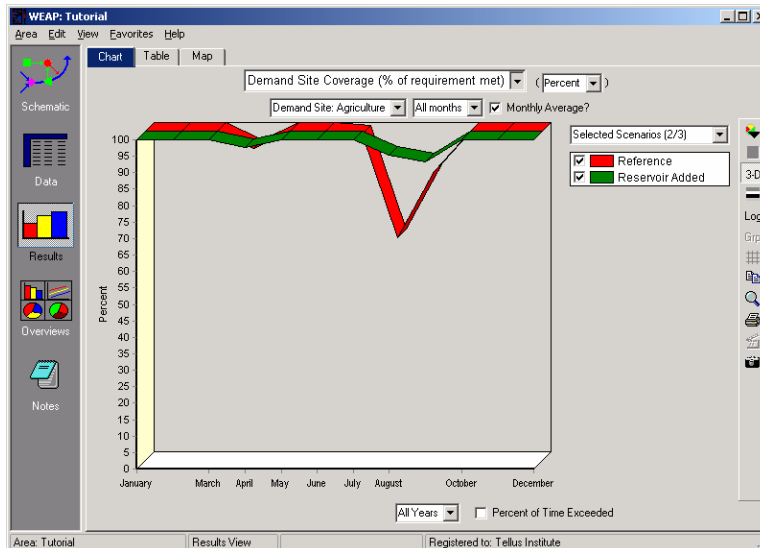 WEAP: Tutorial
Area Edit View Favorites Help
Chart Table Map
Demand Site Coverage (% of requirement met) ( Percent )
Demand Site: Agriculture All months Monthly Average?
Selected Scenarios (2/3)
Reference
Reservoir Added
Schematic
Data
Results
Overviews
Notes
3-D
Log
Grp
Percent
100
95
90
85
80
75
70
65
60
55
50
45
40
35
30
25
20
15
10
5
0
January March April May June July August October December
All Years Percent of Time Exceeded
Area: Tutorial Results View Registered to: Tellus Institute